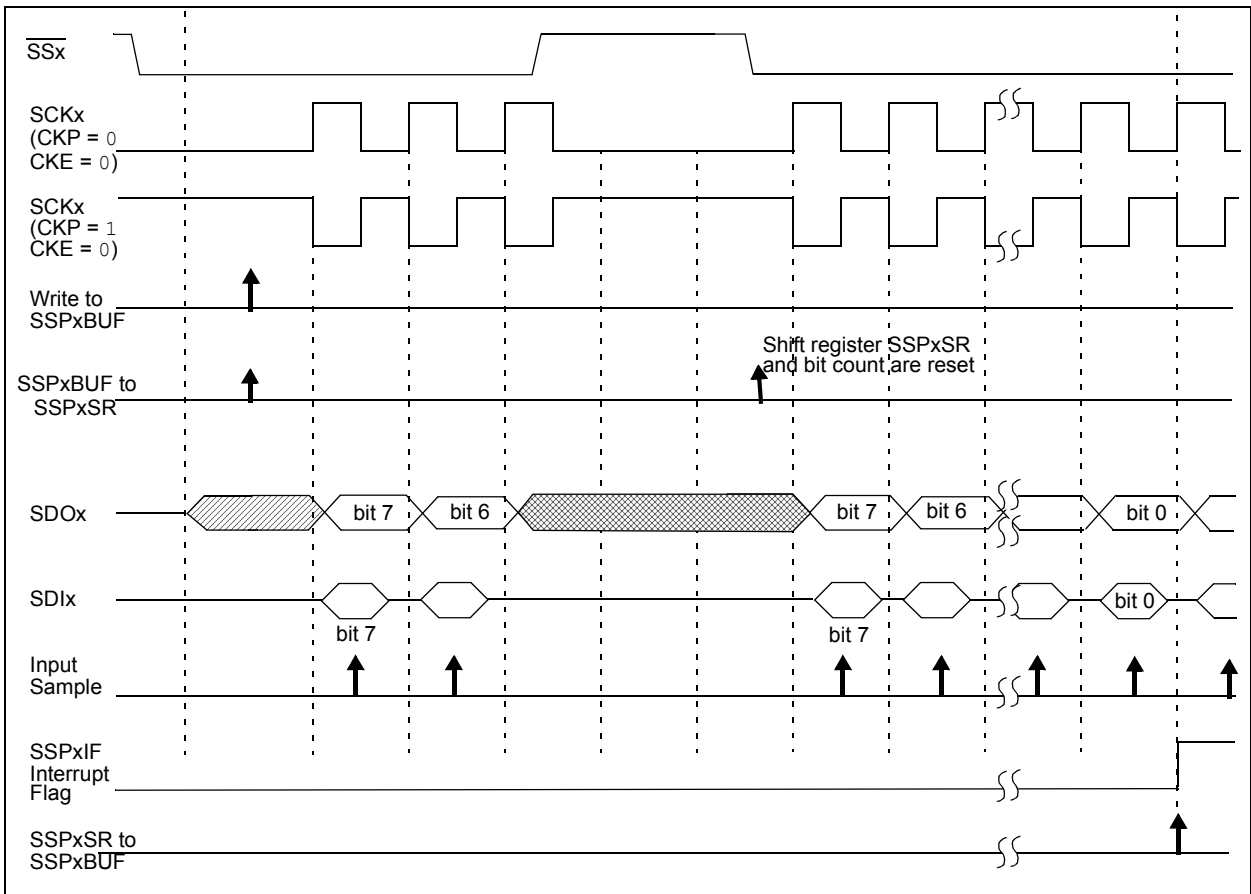 SSx
SCKx
(CKP = 0
CKE = 0)
SCKx
(CKP = 1
CKE = 0)
Write to
SSPxBUF
Shift register SSPxSR
and bit count are reset
SSPxBUF to
SSPxSR
SDOx
bit 7
bit 6
bit 7
bit 6
bit 0
SDIx
bit 0
bit 7
bit 7
Input
Sample
SSPxIF
Interrupt
Flag
SSPxSR to
SSPxBUF